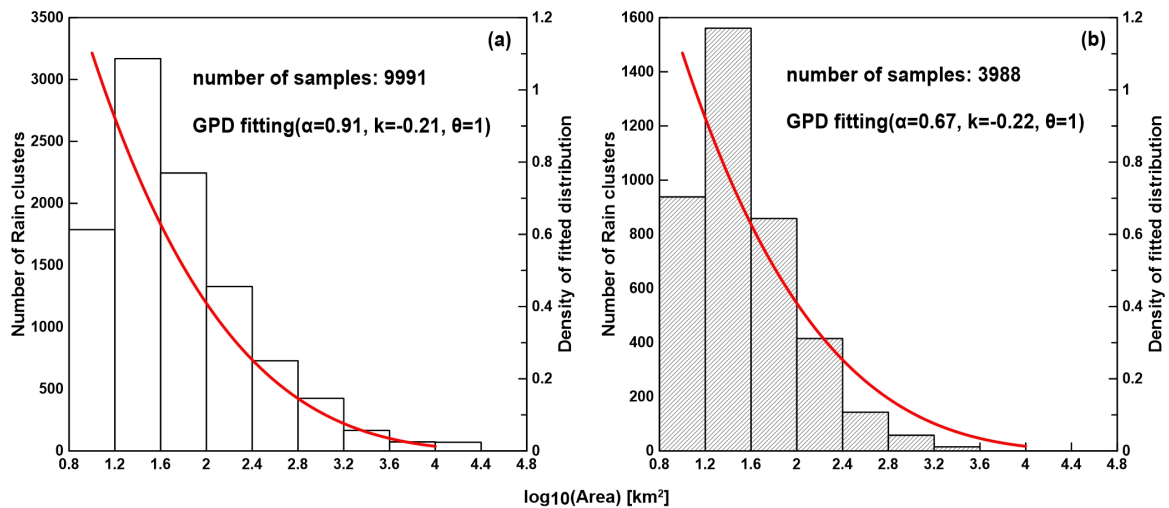 3500
3000
2500
2000
1500
1000
500
0
Number of Rain clusters
(a)
number of samples: 9991
GPD fitting(α=0.91, k=-0.21, θ=1)
1.2
1
0.8
0.6
0.4
0.2
0
Density of fitted distribution
0.8 1.2 1.6 2 2.4 2.8 3.2 3.6 4 4.4 4.8
1600
1400
1200
1000
800
600
400
200
0
Number of Rain clusters
(b)
number of samples: 3988
GPD fitting(α=0.67, k=-0.22, θ=1)
1.2
1
0.8
0.6
0.4
0.2
0
Density of fitted distribution
0.8 1.2 1.6 2 2.4 2.8 3.2 3.6 4 4.4 4.8
log10(Area) [km²]